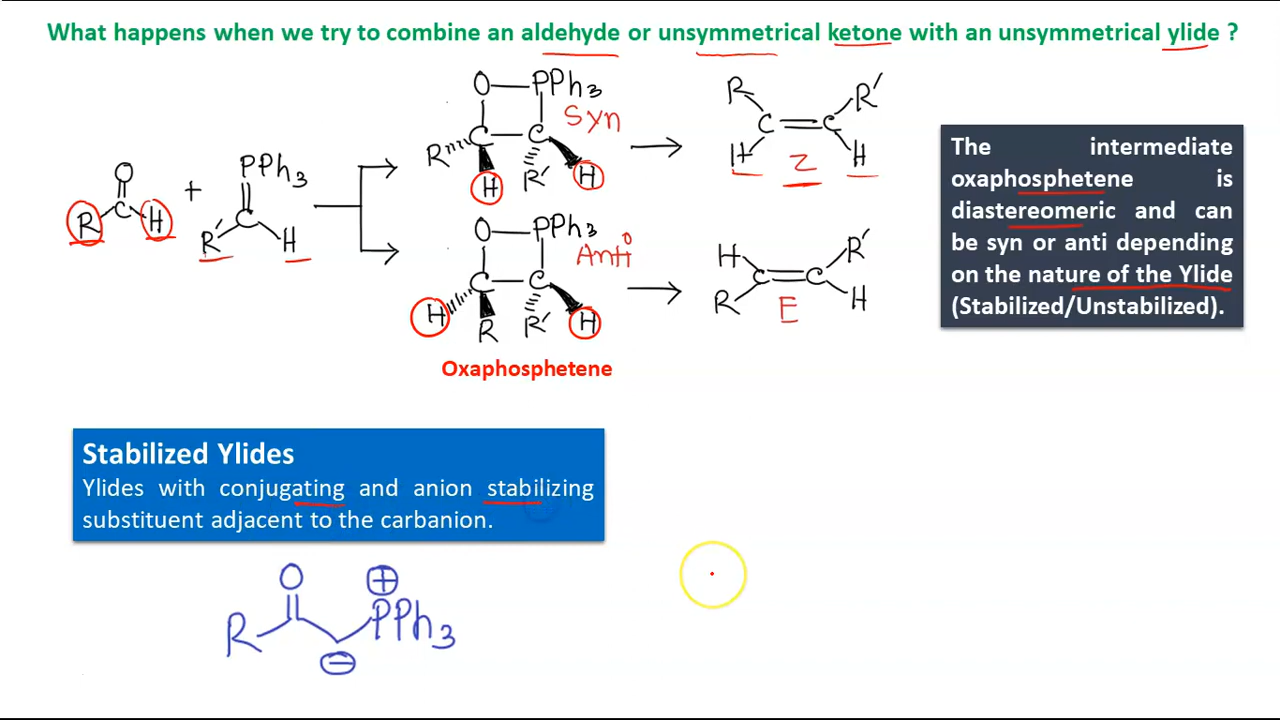 What happens when we try to combine an aldehyde or unsymmetrical ketone with an unsymmetrical ylide ?
O
R C H
+
PPh3
R' C H
O PPh3
C C
R H R' H
Syn
R R'
C C
H H
Z
O PPh3
C C
H R R' H
Anti
H R'
C C
R H
E
Oxaphosphetene
The intermediate
oxaphosphetene is
diastereomeric and can
be syn or anti depending
on the nature of the Ylide
(Stabilized/Unstabilized).
Stabilized Ylides
Ylides with conjugating and anion stabilizing
substituent adjacent to the carbanion.
O +
R PPh3
−